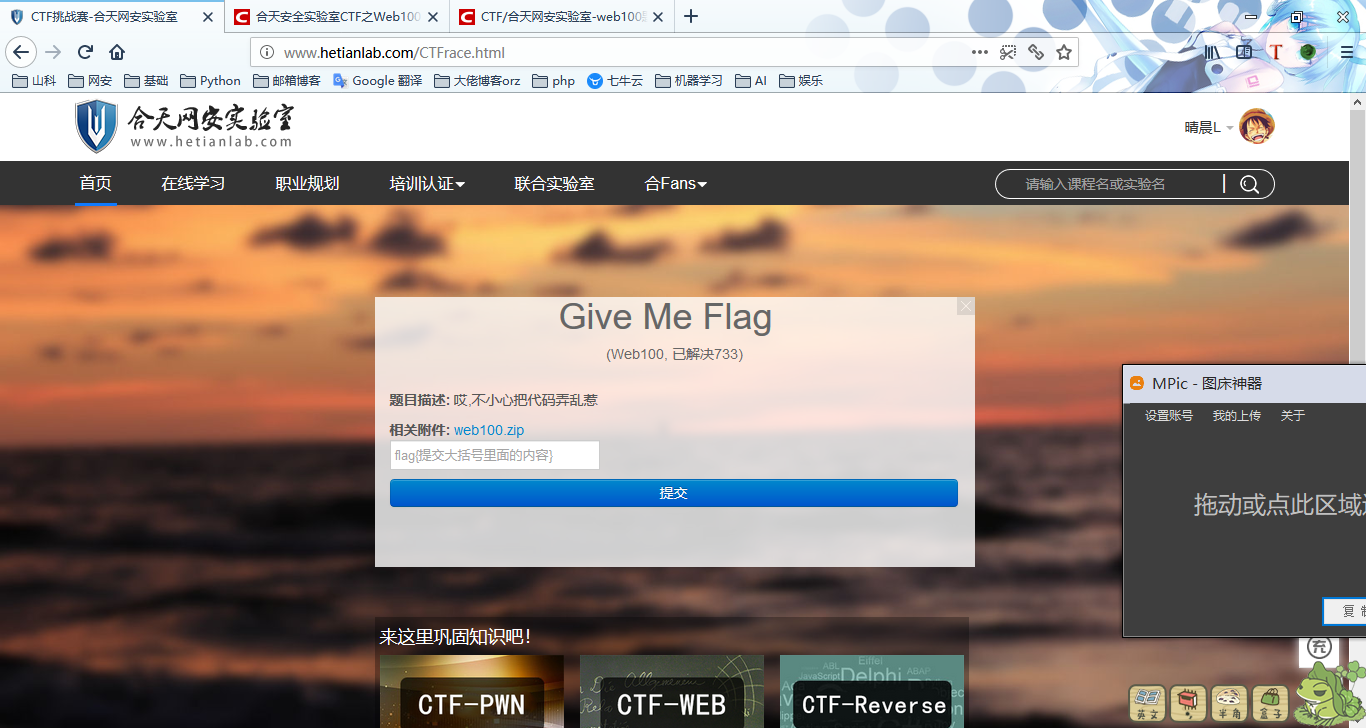 CTF挑战赛-合天网安实验室
合天安全实验室CTF之Web100
CTF/合天网安实验室-web100
www.hetianlab.com/CTFrace.html
山科 网安 基础 Python 邮箱博客 Google 翻译 大佬博客orz php 七牛云 机器学习 AI 娱乐
合天网安实验室
www.hetianlab.com
晴晨L
首页 在线学习 职业规划 培训认证 联合实验室 合Fans
请输入课程名或实验名
Give Me Flag
(Web100, 已解决733)
题目描述: 哎,不小心把代码弄乱惹
相关附件: web100.zip
flag{提交大括号里面的内容}
提交
MPic - 图床神器
设置账号 我的上传 关于
拖动或点此区域
复 制
充
英文 半角 盒子
来这里巩固知识吧!
CTF-PWN
CTF-WEB
ABL Eiffel
JavaScript Delphi ABAP
CTF-Reverse